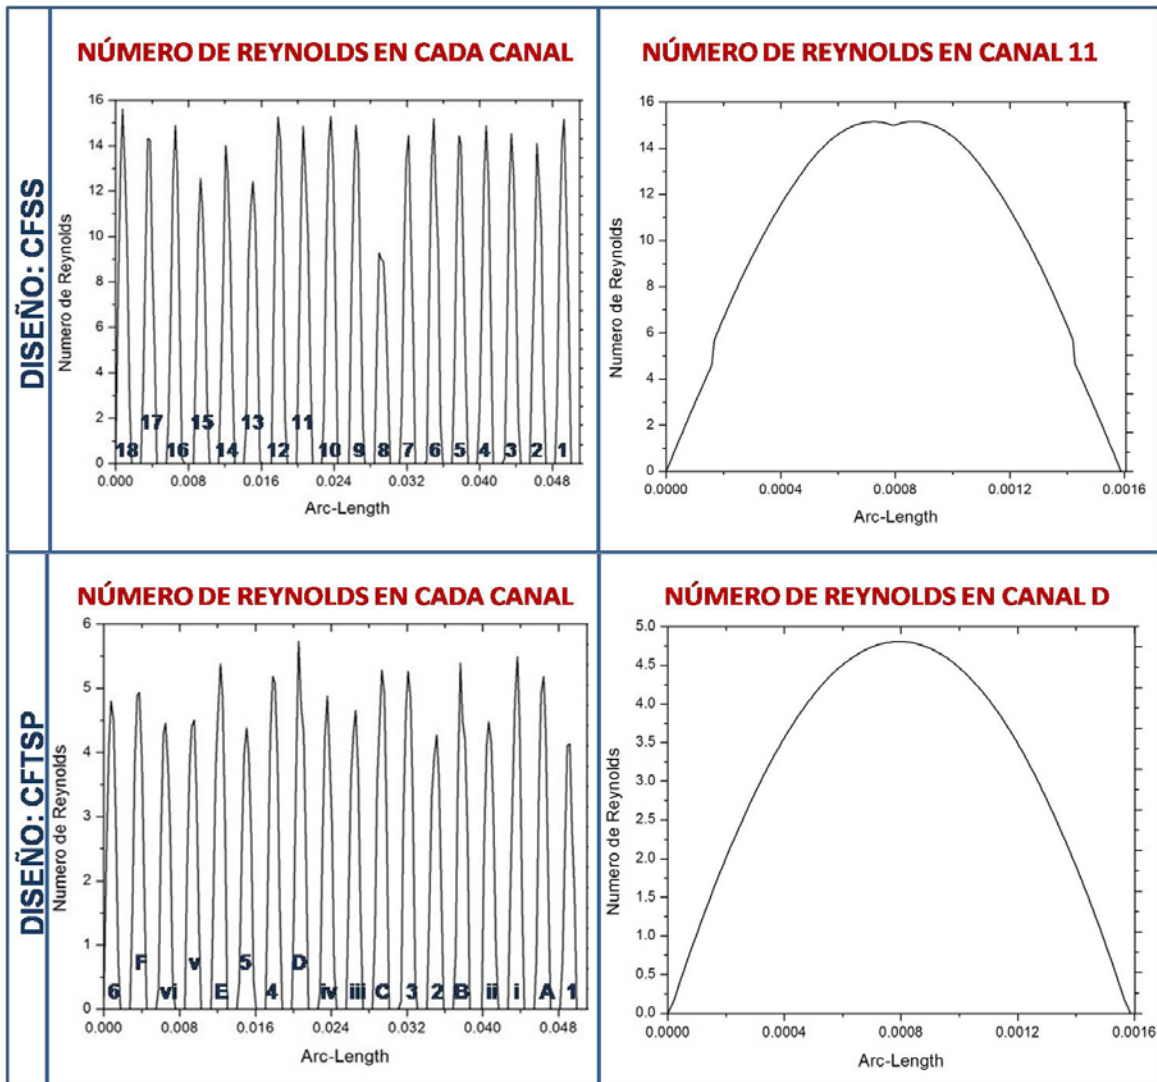 DISEÑO: CFSS
NÚMERO DE REYNOLDS EN CADA CANAL
Numero de Reynolds
16
14
12
10
8
6
4
2
0
17 15 13 11
18 16 14 12 10 9 8 7 6 5 4 3 2 1
0.000 0.008 0.016 0.024 0.032 0.040 0.048
Arc-Length
NÚMERO DE REYNOLDS EN CANAL 11
Número de Reynolds
16
14
12
10
8
6
4
2
0
0.0000 0.0004 0.0008 0.0012 0.0016
Arc-Length
DISEÑO: CFTSP
NÚMERO DE REYNOLDS EN CADA CANAL
Numero de Reynolds
6
5
4
3
2
1
0
F v 5 D
6 vi E 4 iv iii C 3 2 B ii i A 1
0.000 0.008 0.016 0.024 0.032 0.040 0.048
Arc-Length
NÚMERO DE REYNOLDS EN CANAL D
Número de Reynolds
5.0
4.5
4.0
3.5
3.0
2.5
2.0
1.5
1.0
0.5
0.0
0.0000 0.0004 0.0008 0.0012 0.0016
Arc-Length